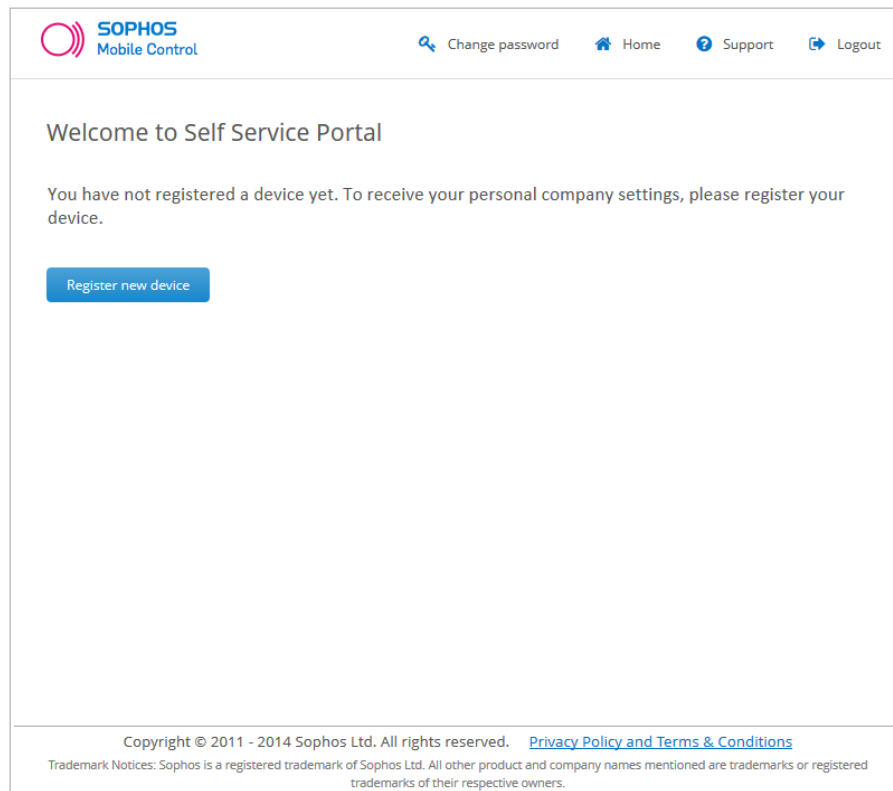 SOPHOS
Mobile Control
Change password
Home
Support
Logout
Welcome to Self Service Portal
You have not registered a device yet. To receive your personal company settings, please register your
device.
Register new device
Copyright © 2011 - 2014 Sophos Ltd. All rights reserved. Privacy Policy and Terms & Conditions
Trademark Notices: Sophos is a registered trademark of Sophos Ltd. All other product and company names mentioned are trademarks or registered
trademarks of their respective owners.